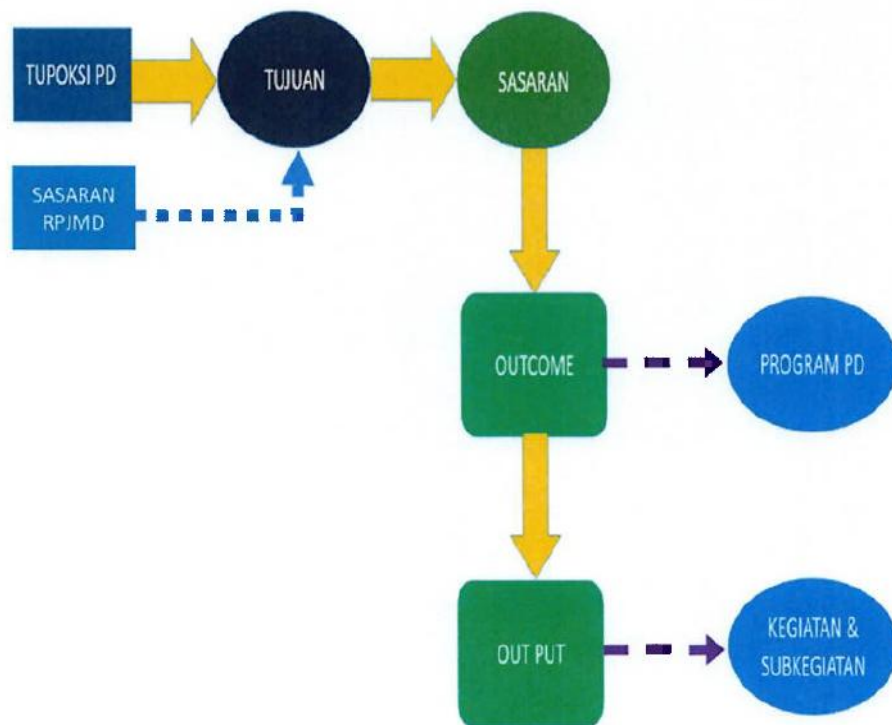 TUPOKSI PD
TUJUAN
SASARAN
SASARAN
RPJMD
OUTCOME
PROGRAM PD
OUT PUT
KEGIATAN &
SUBKEGIATAN